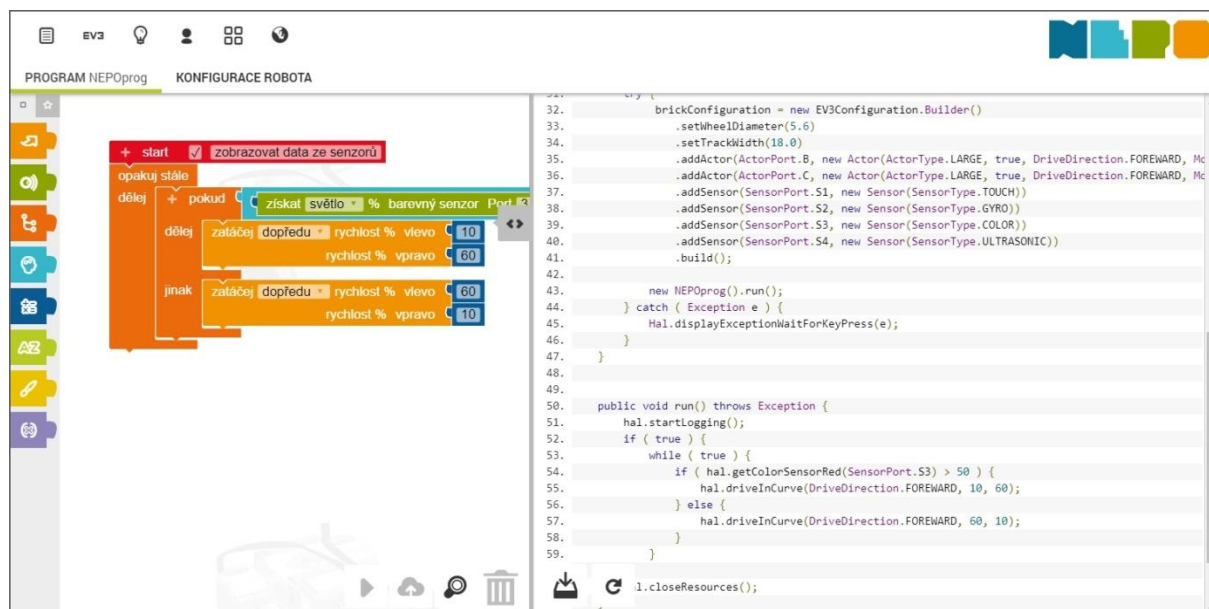 EV3
NEPO
PROGRAM NEPOprog KONFIGURACE ROBOTA
+ start zobrazovat data ze senzorů
opakuj stále
dělej + pokud získat světlo % barevný senzor Port 3
dělej zatáčej dopředu rychlost % vlevo 10
rychlost % vpravo 60
jinak zatáčej dopředu rychlost % vlevo 60
rychlost % vpravo 10
AZ
31. try {
32. brickConfiguration = new EV3Configuration.Builder()
33. .setWheelDiameter(5.6)
34. .setTrackWidth(18.0)
35. .addActor(ActorPort.B, new Actor(ActorType.LARGE, true, DriveDirection.FOREWARD, Mo
36. .addActor(ActorPort.C, new Actor(ActorType.LARGE, true, DriveDirection.FOREWARD, Mo
37. .addSensor(SensorPort.S1, new Sensor(SensorType.TOUCH))
38. .addSensor(SensorPort.S2, new Sensor(SensorType.GYRO))
39. .addSensor(SensorPort.S3, new Sensor(SensorType.COLOR))
40. .addSensor(SensorPort.S4, new Sensor(SensorType.ULTRASONIC))
41. .build();
42.
43. new NEPOprog().run();
44. } catch ( Exception e ) {
45. Hal.displayExceptionWaitForKeyPress(e);
46. }
47. }
48.
49.
50. public void run() throws Exception {
51. hal.startLogging();
52. if ( true ) {
53. while ( true ) {
54. if ( hal.getColorSensorRed(SensorPort.S3) > 50 ) {
55. hal.driveInCurve(DriveDirection.FOREWARD, 10, 60);
56. } else {
57. hal.driveInCurve(DriveDirection.FOREWARD, 60, 10);
58. }
59. }
l.closeResources();